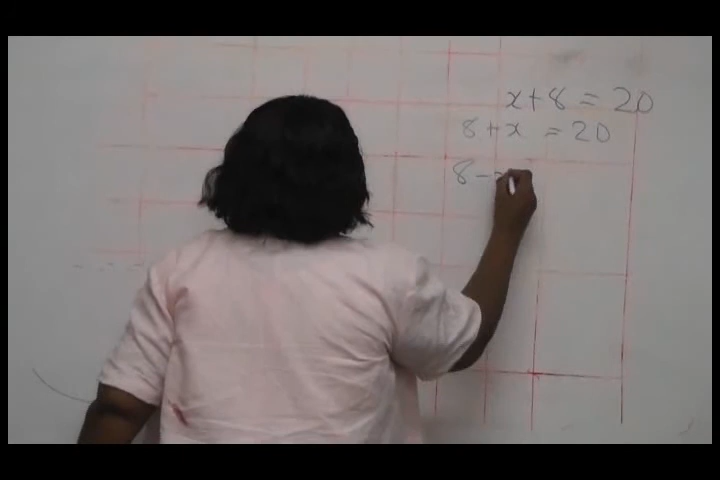 x+8 = 20
8+x = 20
8-